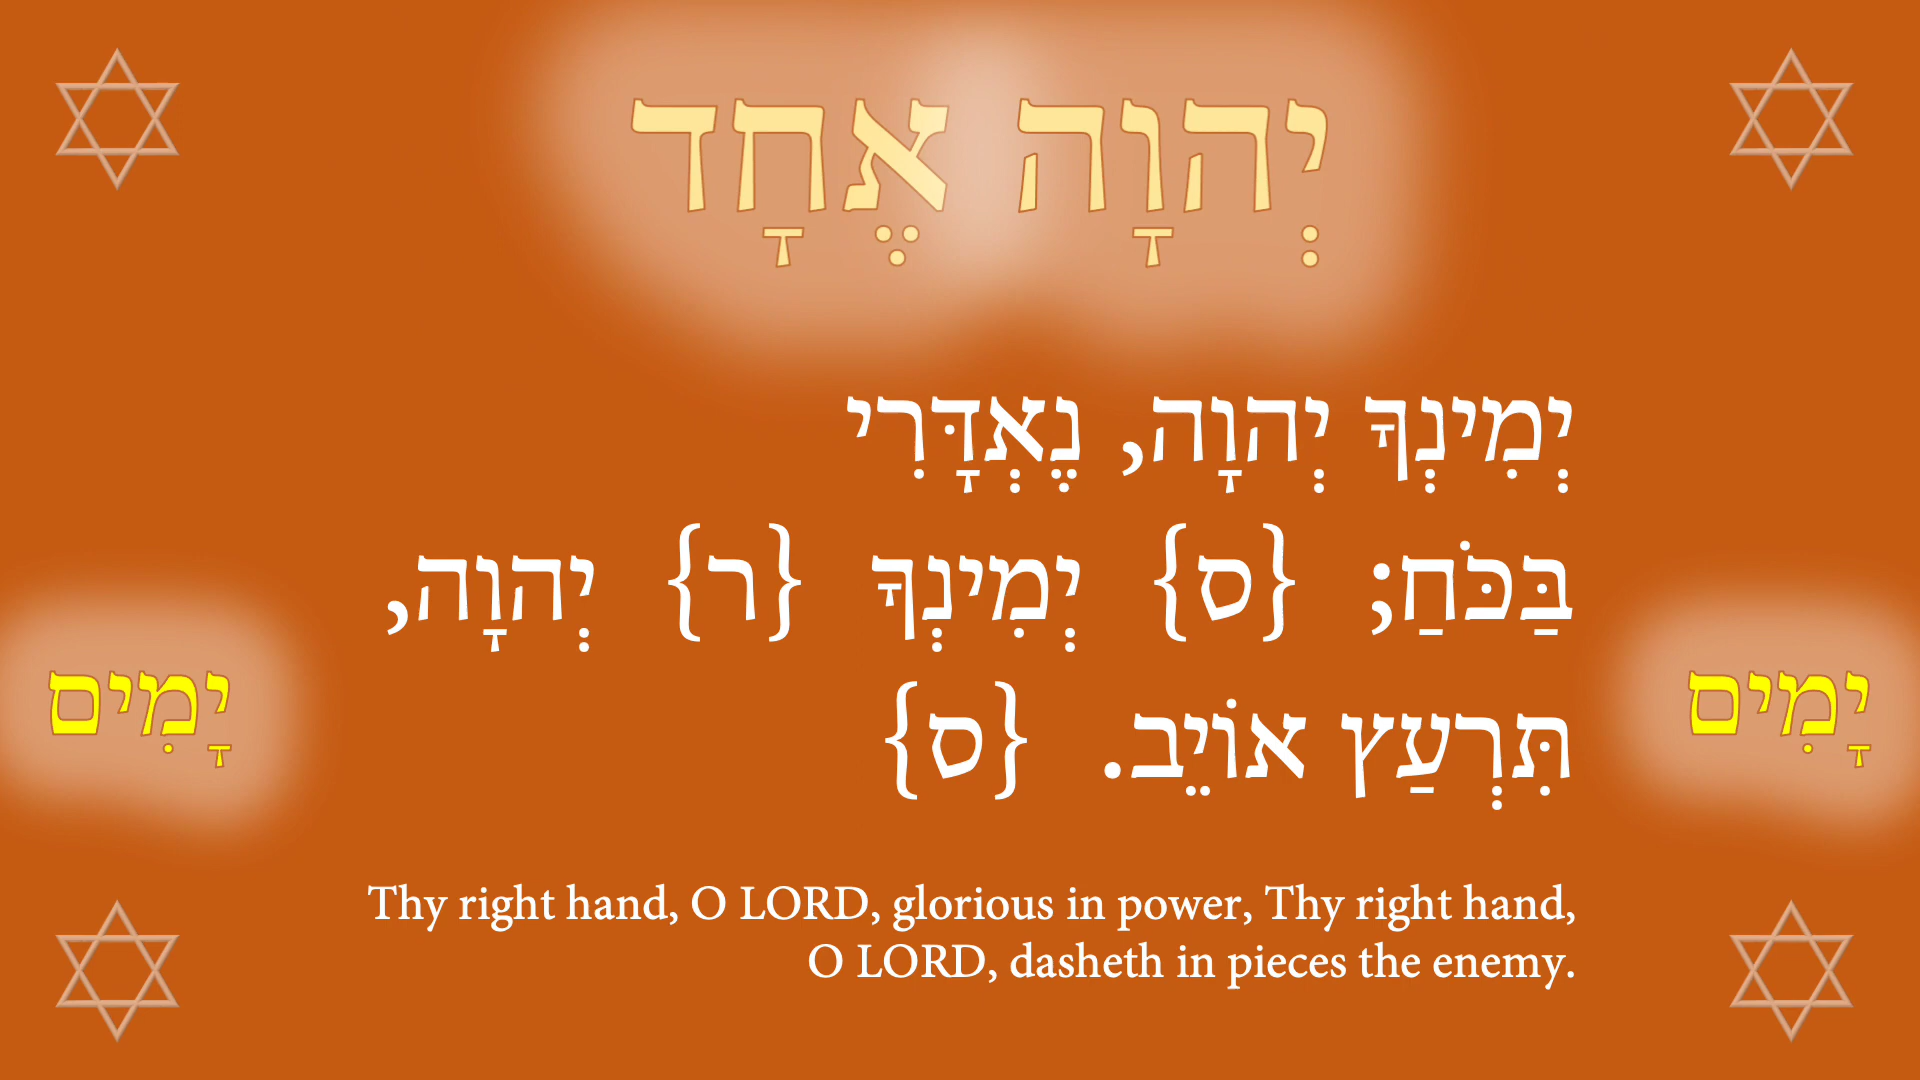 יְהוָה אֶחָד
יְמִינְךָ יְהוָה, נֶאְדָּרִי
בַּכֹּחַ; {ס} יְמִינְךָ {ר} יְהוָה,
תִּרְעַץ אוֹיֵב. {ס}
יָמִים
יָמִים
Thy right hand, O LORD, glorious in power, Thy right hand,
O LORD, dasheth in pieces the enemy.